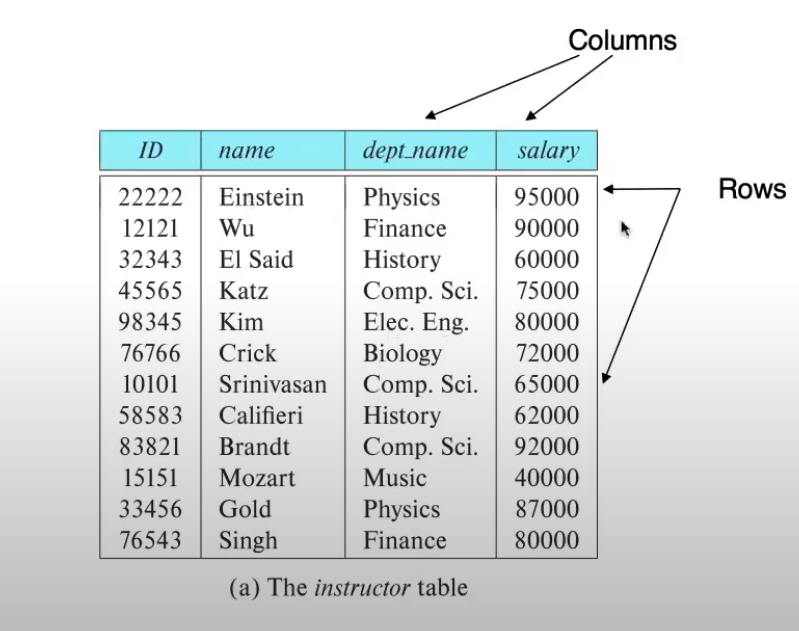 Columns
ID name dept_name salary
22222 Einstein Physics 95000
Rows
12121 Wu Finance 90000
32343 El Said History 60000
45565 Katz Comp. Sci. 75000
98345 Kim Elec. Eng. 80000
76766 Crick Biology 72000
10101 Srinivasan Comp. Sci. 65000
58583 Califieri History 62000
83821 Brandt Comp. Sci. 92000
15151 Mozart Music 40000
33456 Gold Physics 87000
76543 Singh Finance 80000
(a) The instructor table